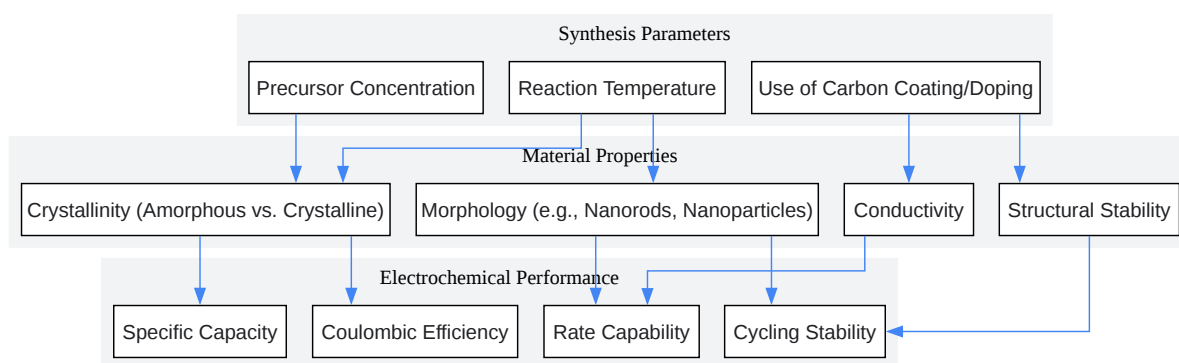 Synthesis Parameters
Precursor Concentration
Reaction Temperature
Use of Carbon Coating/Doping
Material Properties
Crystallinity (Amorphous vs. Crystalline)
Morphology (e.g., Nanorods, Nanoparticles)
Conductivity
Structural Stability
Electrochemical Performance
Specific Capacity
Coulombic Efficiency
Rate Capability
Cycling Stability